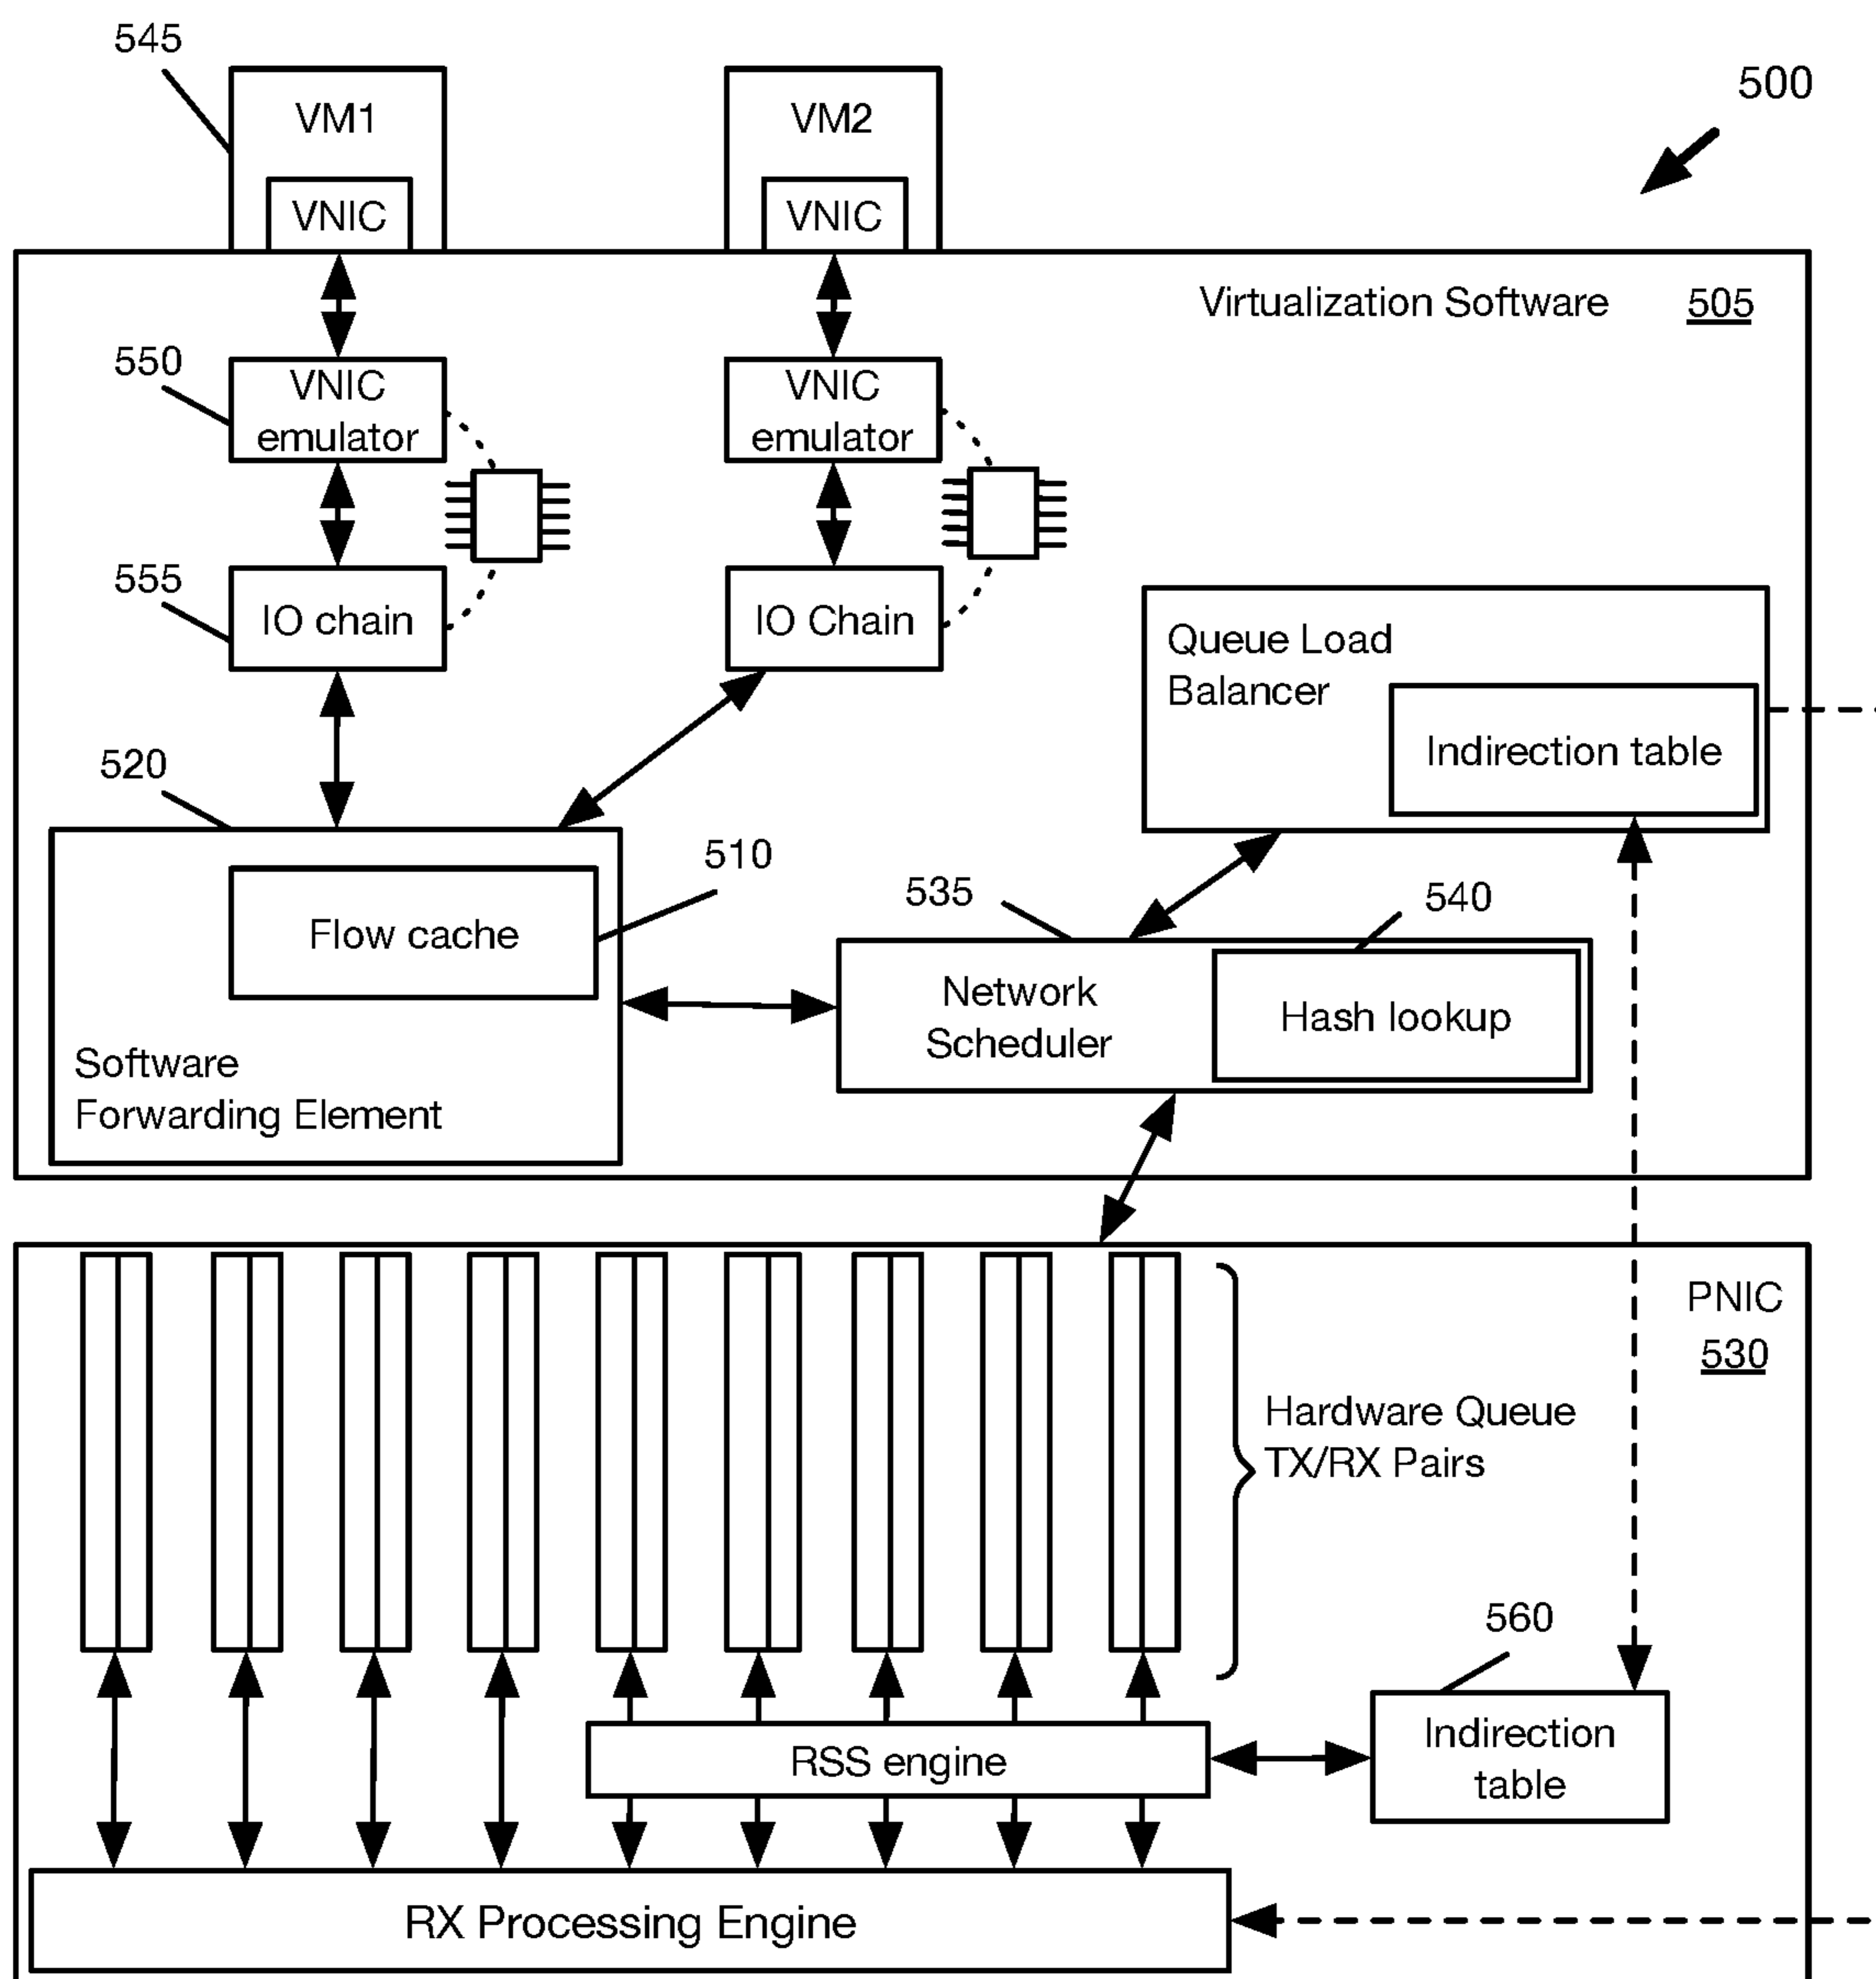 545
500
VM1
VM2
VNIC
VNIC
Virtualization Software 505
550
VNIC
emulator
VNIC
emulator
555
IO chain
IO Chain
Queue Load
Balancer
Indirection table
520
510
535
540
Flow cache
Network
Scheduler
Hash lookup
Software
Forwarding Element
PNIC
530
Hardware Queue
TX/RX Pairs
560
RSS engine
Indirection
table
RX Processing Engine